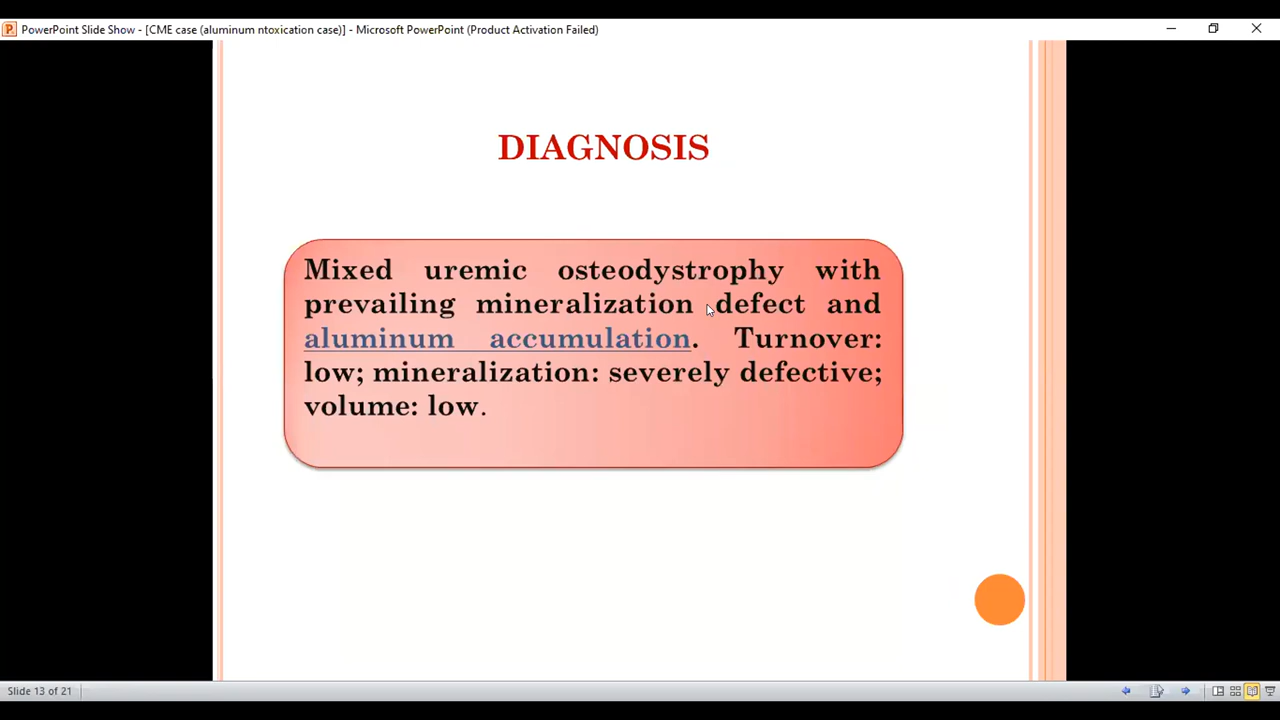 PowerPoint Slide Show - [CME case (aluminum ntoxication case)] - Microsoft PowerPoint (Product Activation Failed)
DIAGNOSIS
Mixed uremic osteodystrophy with
prevailing mineralization defect and
aluminum accumulation. Turnover:
low; mineralization: severely defective;
volume: low.
Slide 13 of 21